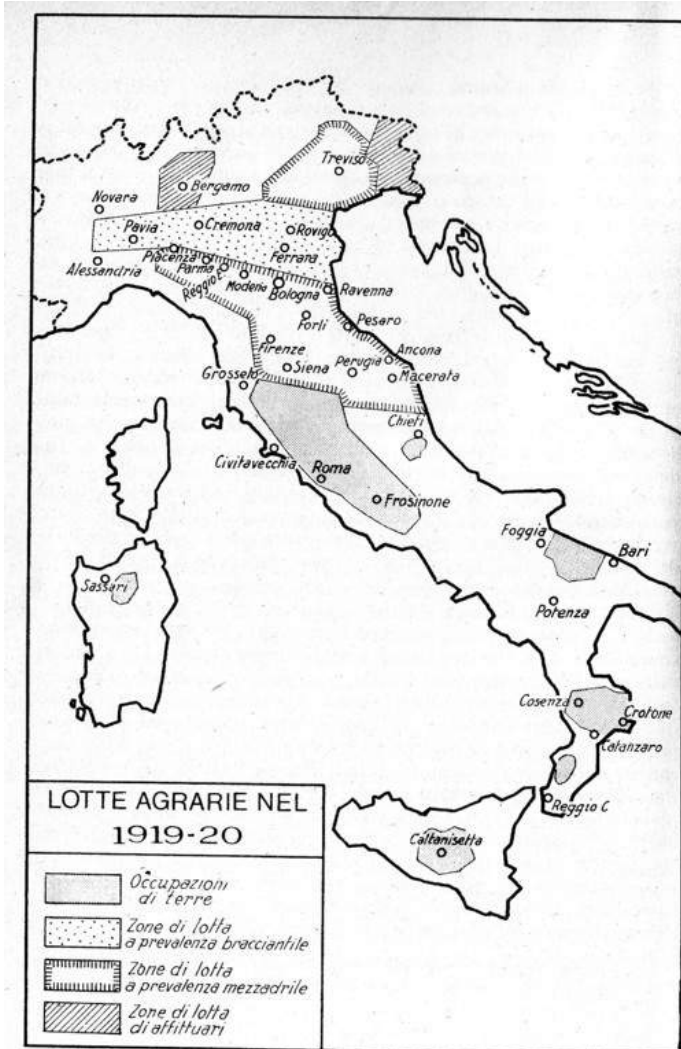 Treviso
Bergamo
Novara
Cremona
Rovigo
Pavia
Piacenza
Ferrana
Alessandria
Parma
Reggio E.
Modena
Bologna
Ravenna
Forlì
Pesaro
Firenze
Ancona
Siena
Perugia
Macerata
Grosseto
Chieti
Civitavecchia
Roma
Frosinone
Foggia
Bari
Sassari
Potenza
Cosenza
Crotone
Catanzaro
Reggio C
Caltanisetta
LOTTE AGRARIE NEL
1919-20
Occupazioni
di terre
Zone di lotta
a prevalenza bracciantile
Zone di lotta
a prevalenza mezzadrile
Zone di lotta
di affittuari